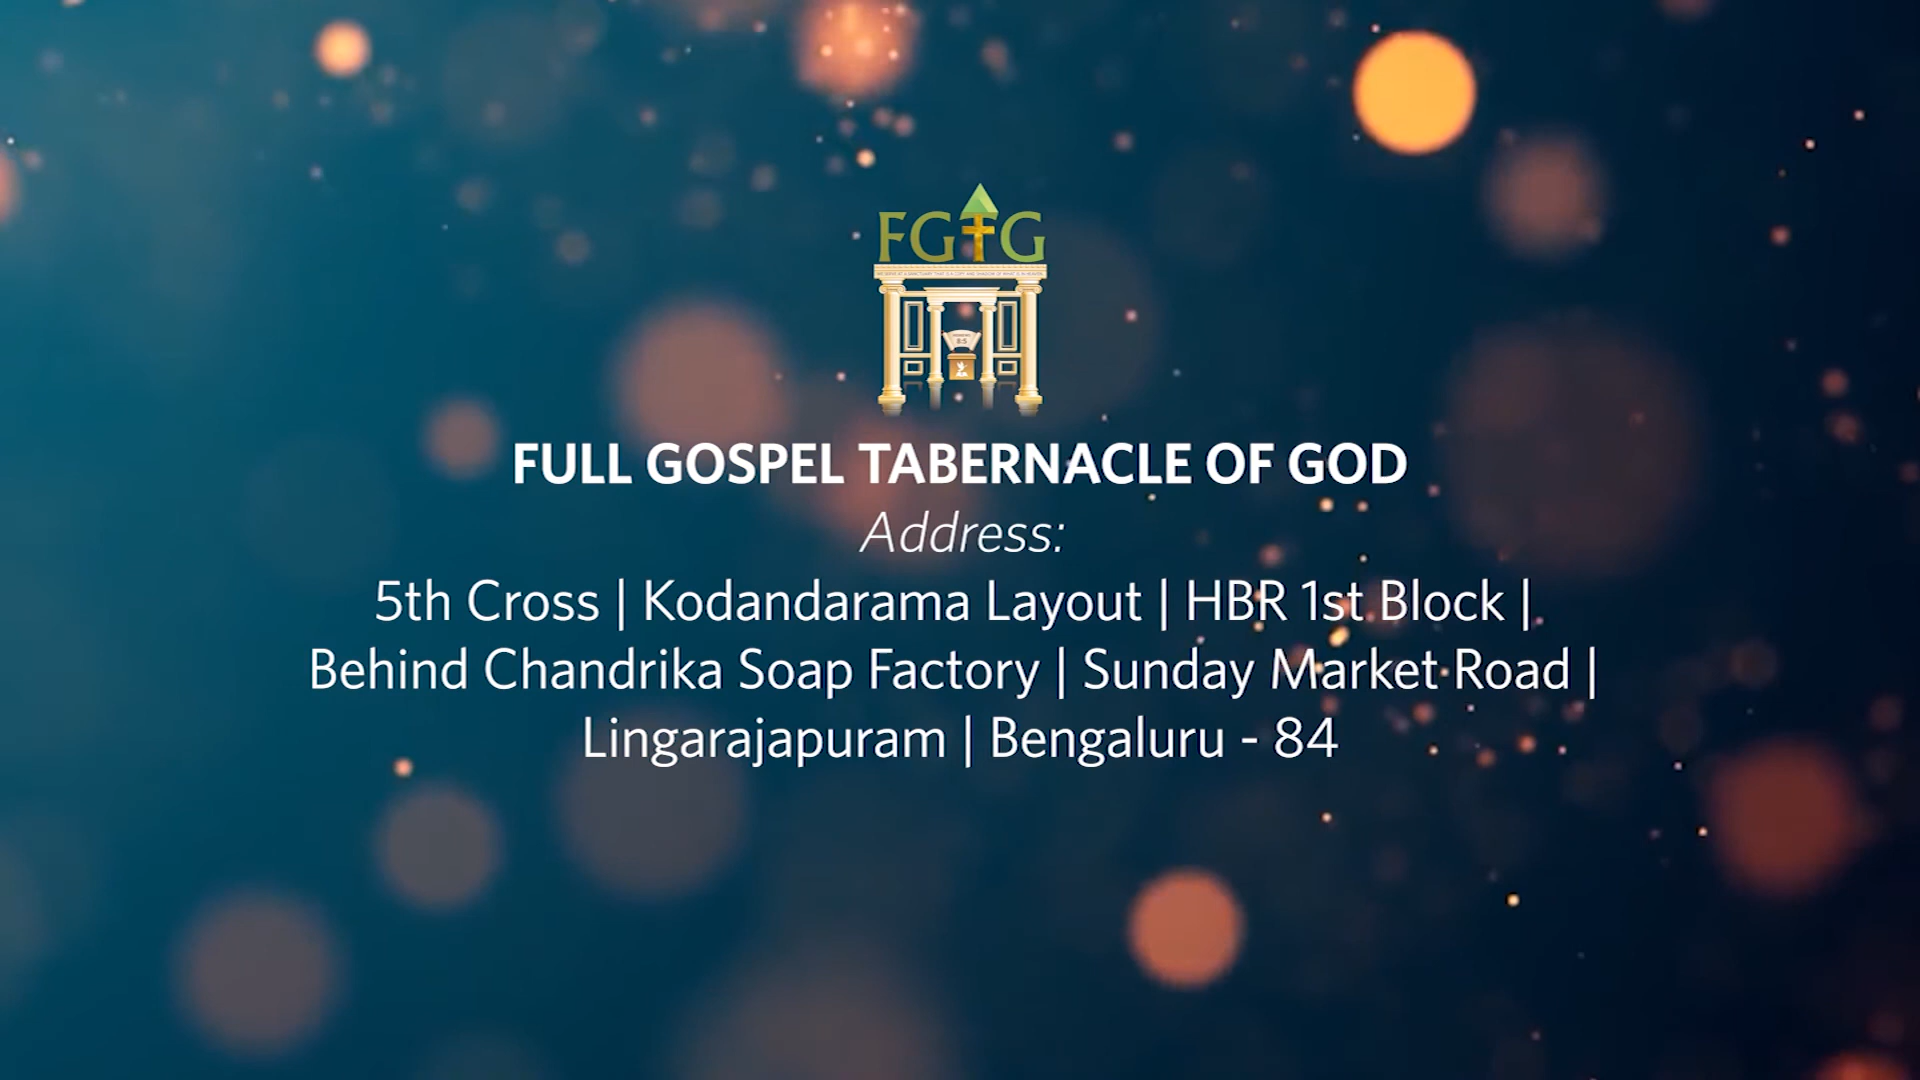 FGTG
FULL GOSPEL TABERNACLE OF GOD
Address:
5th Cross | Kodandarama Layout | HBR 1st Block |
Behind Chandrika Soap Factory | Sunday Market Road |
Lingarajapuram | Bengaluru - 84